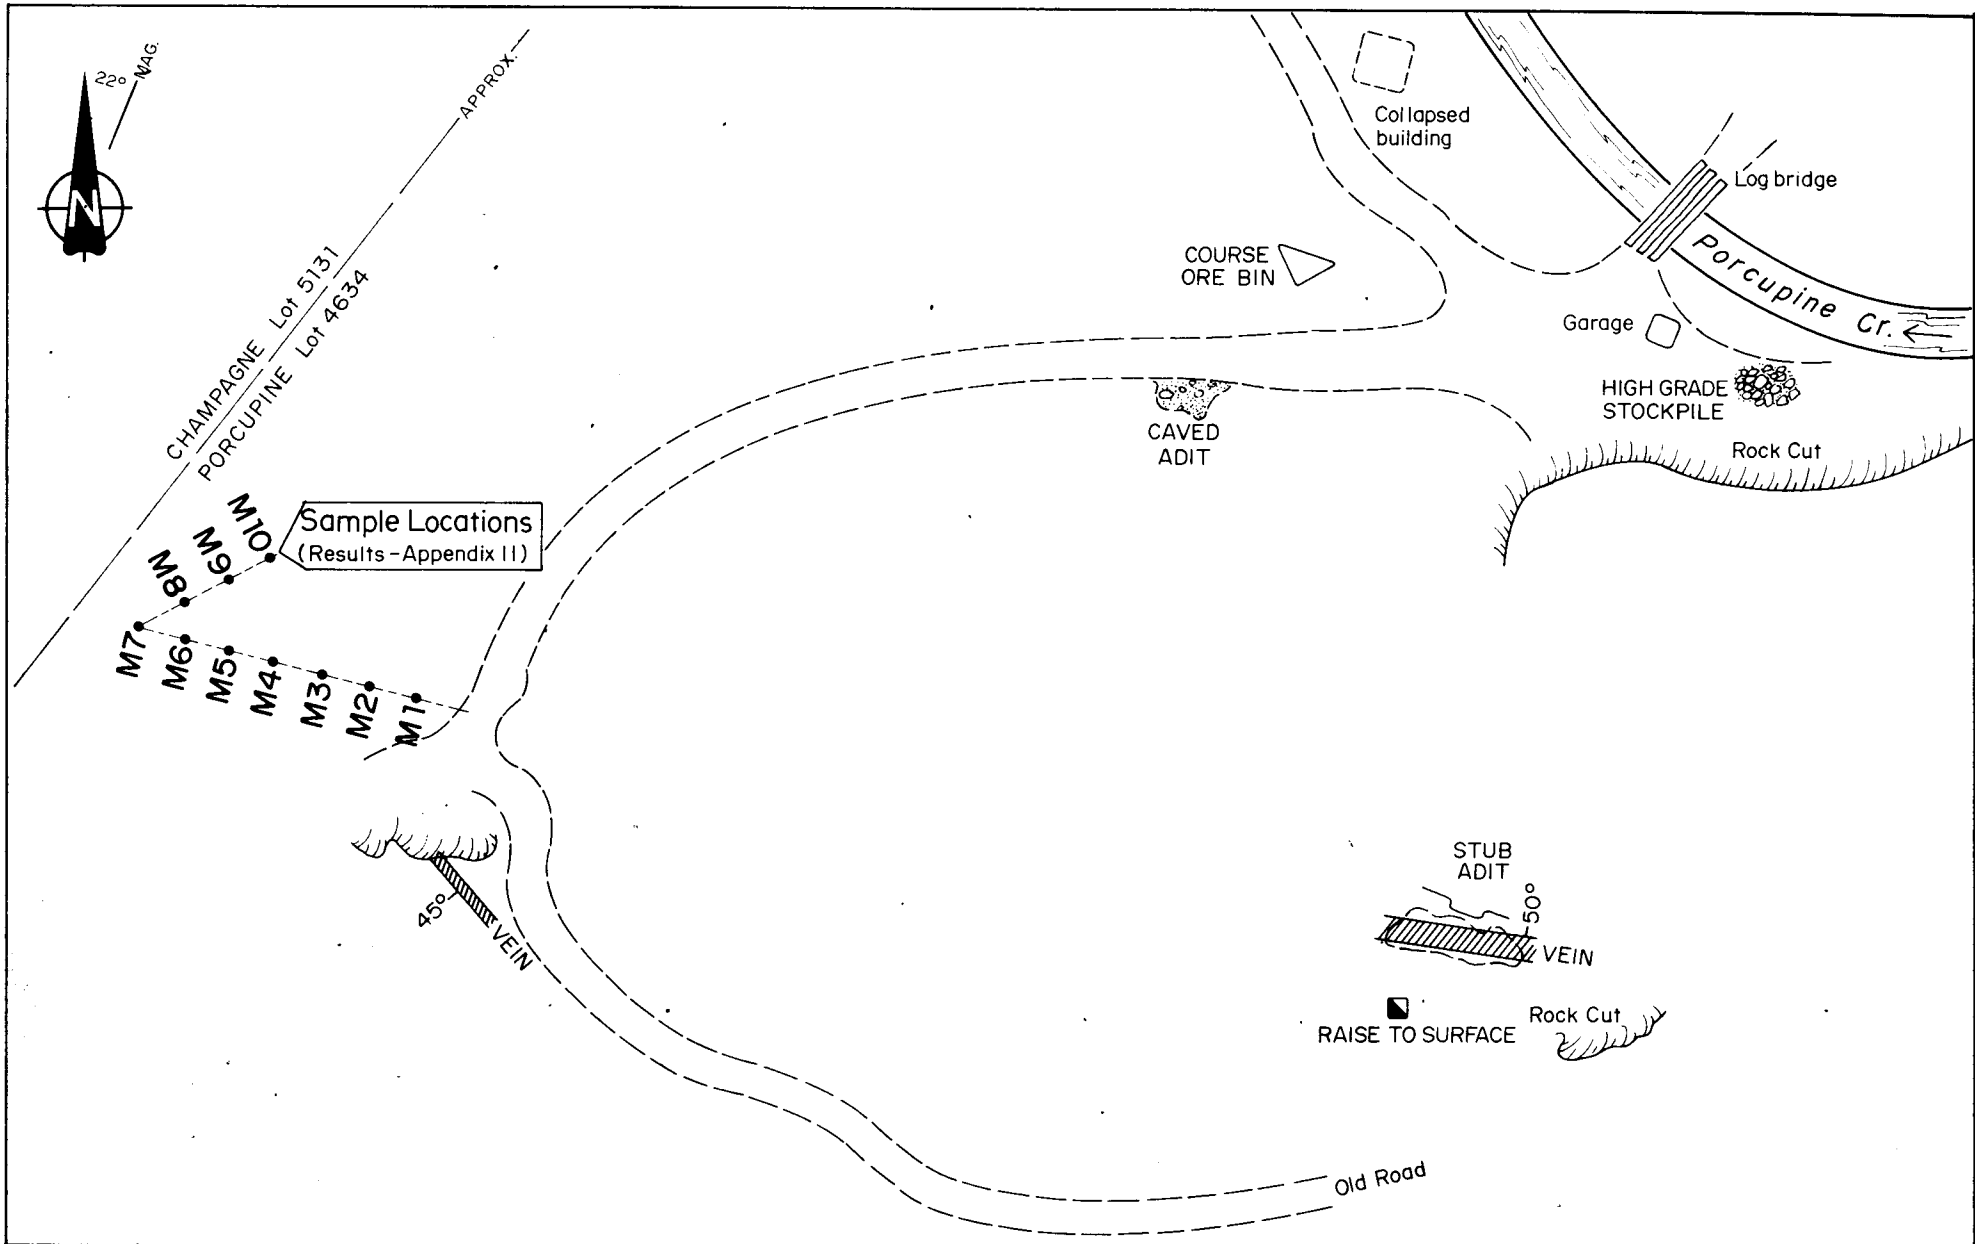 22° MAG.
N
APPROX.
CHAMPAGNE Lot 5131
PORCUPINE Lot 4634
Collapsed
building
Log bridge
Porcupine Cr.
COURSE
ORE BIN
Garage
HIGH GRADE
STOCKPILE
Rock Cut
CAVED
ADIT
Sample Locations
(Results - Appendix II)
M10
M9
M8
M7
M6
M5
M4
M3
M2
M1
45°
VEIN
STUB
ADIT
50°
VEIN
RAISE TO SURFACE
Rock Cut
Old Road